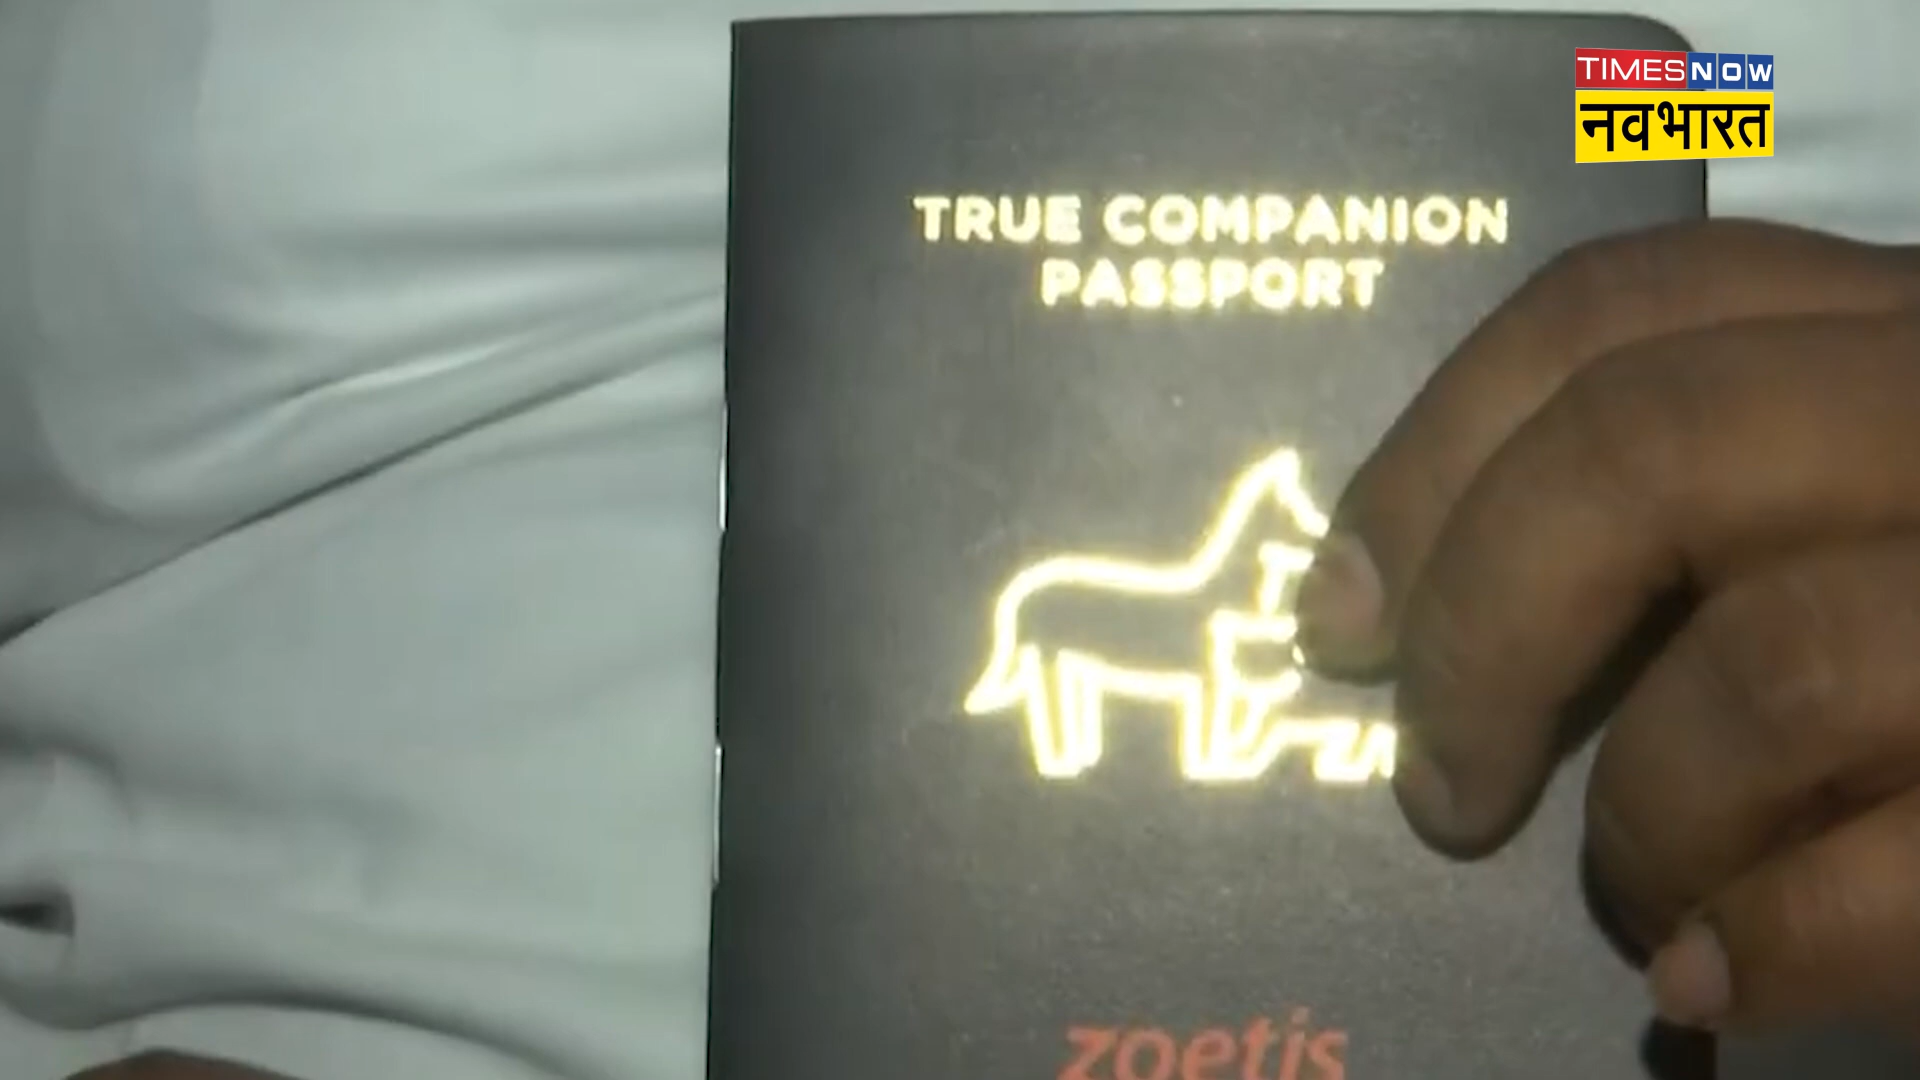 TIMES NOW
नवभारत
TRUE COMPANION
PASSPORT
zoetis